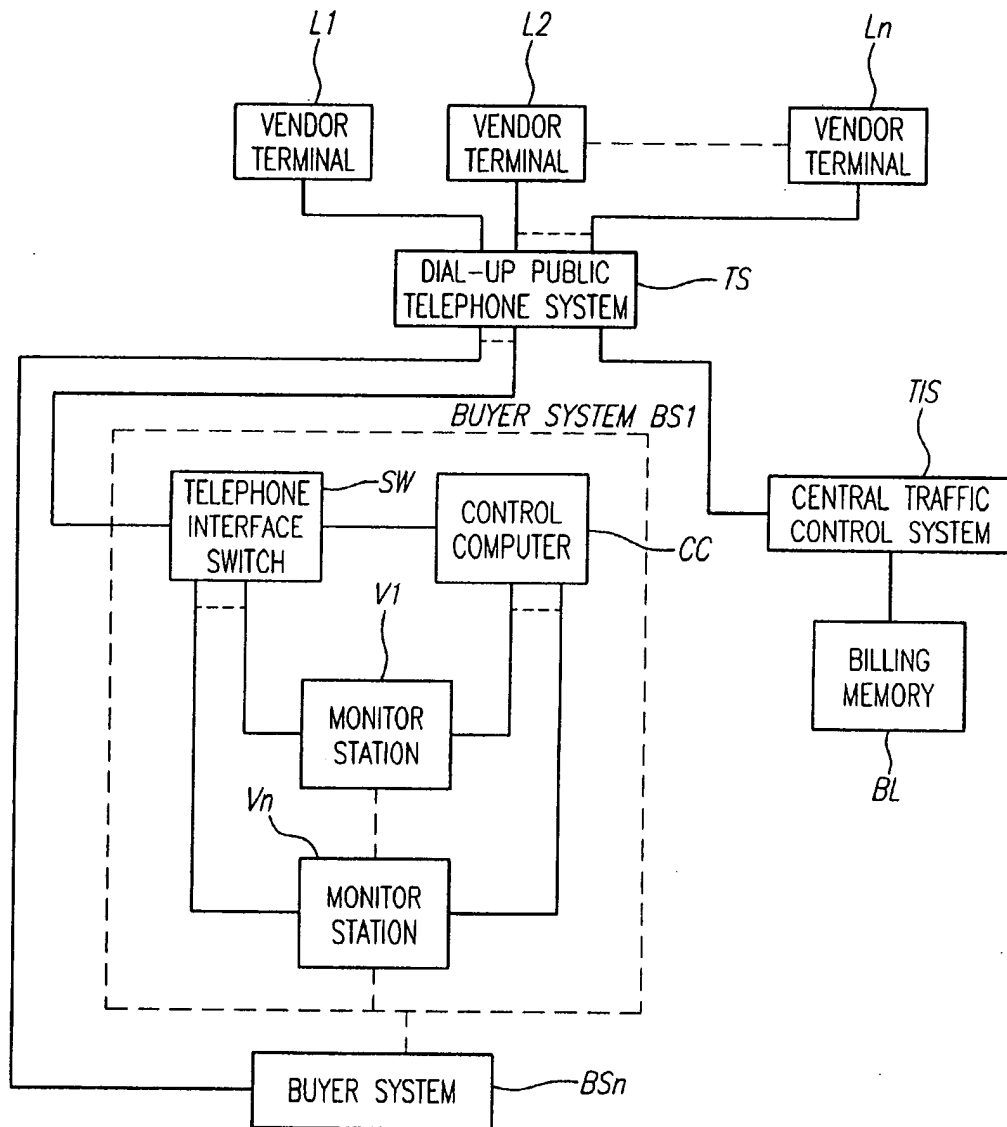 L1
L2
Ln
VENDOR
TERMINAL
VENDOR
TERMINAL
VENDOR
TERMINAL
DIAL-UP PUBLIC
TELEPHONE SYSTEM
TS
BUYER SYSTEM BS1
TIS
TELEPHONE
INTERFACE
SWITCH
SW
CONTROL
COMPUTER
CC
CENTRAL TRAFFIC
CONTROL SYSTEM
V1
MONITOR
STATION
BILLING
MEMORY
BL
Vn
MONITOR
STATION
BUYER SYSTEM
BSn